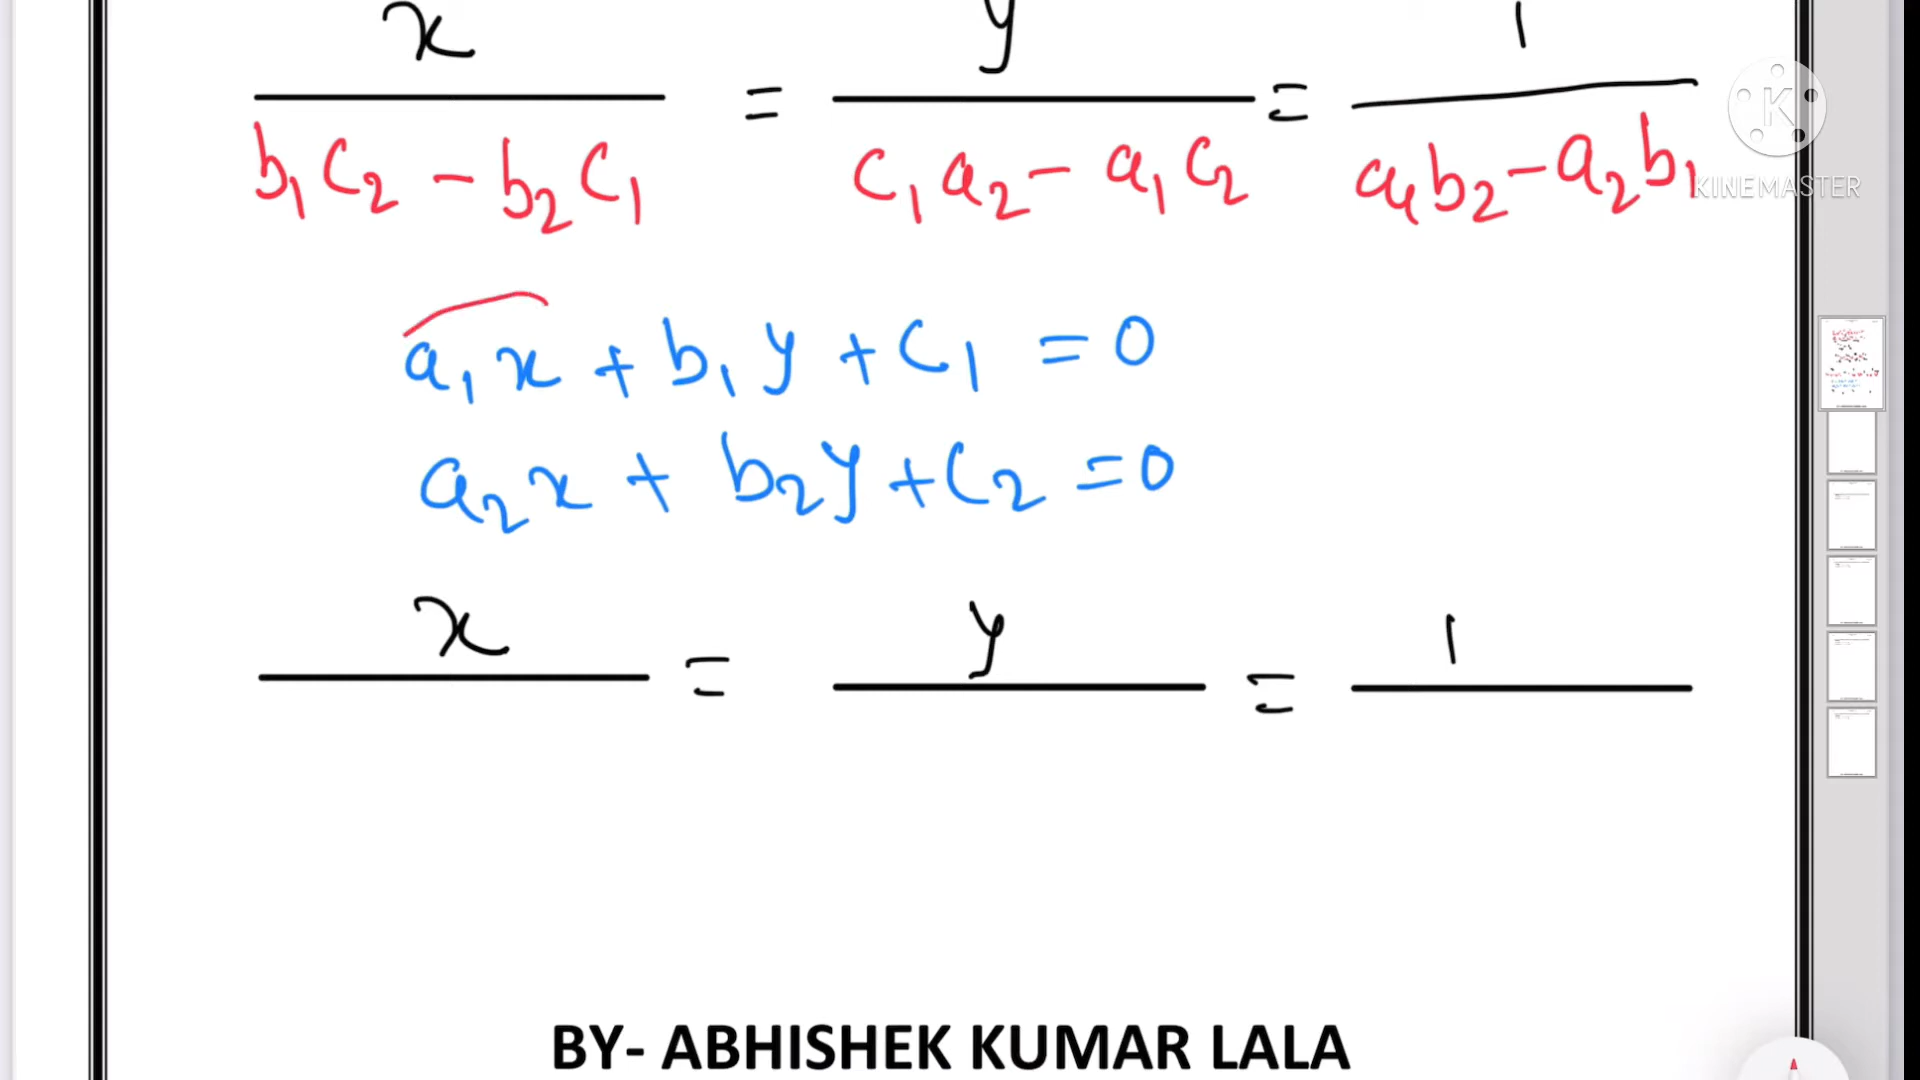 x = y = 1
b₁c₂ - b₂c₁ c₁a₂ - a₁c₂ a₁b₂ - a₂b₁
KINEMASTER
a₁x + b₁y + c₁ = 0
a₂x + b₂y + c₂ = 0
x = y = 1
BY- ABHISHEK KUMAR LALA